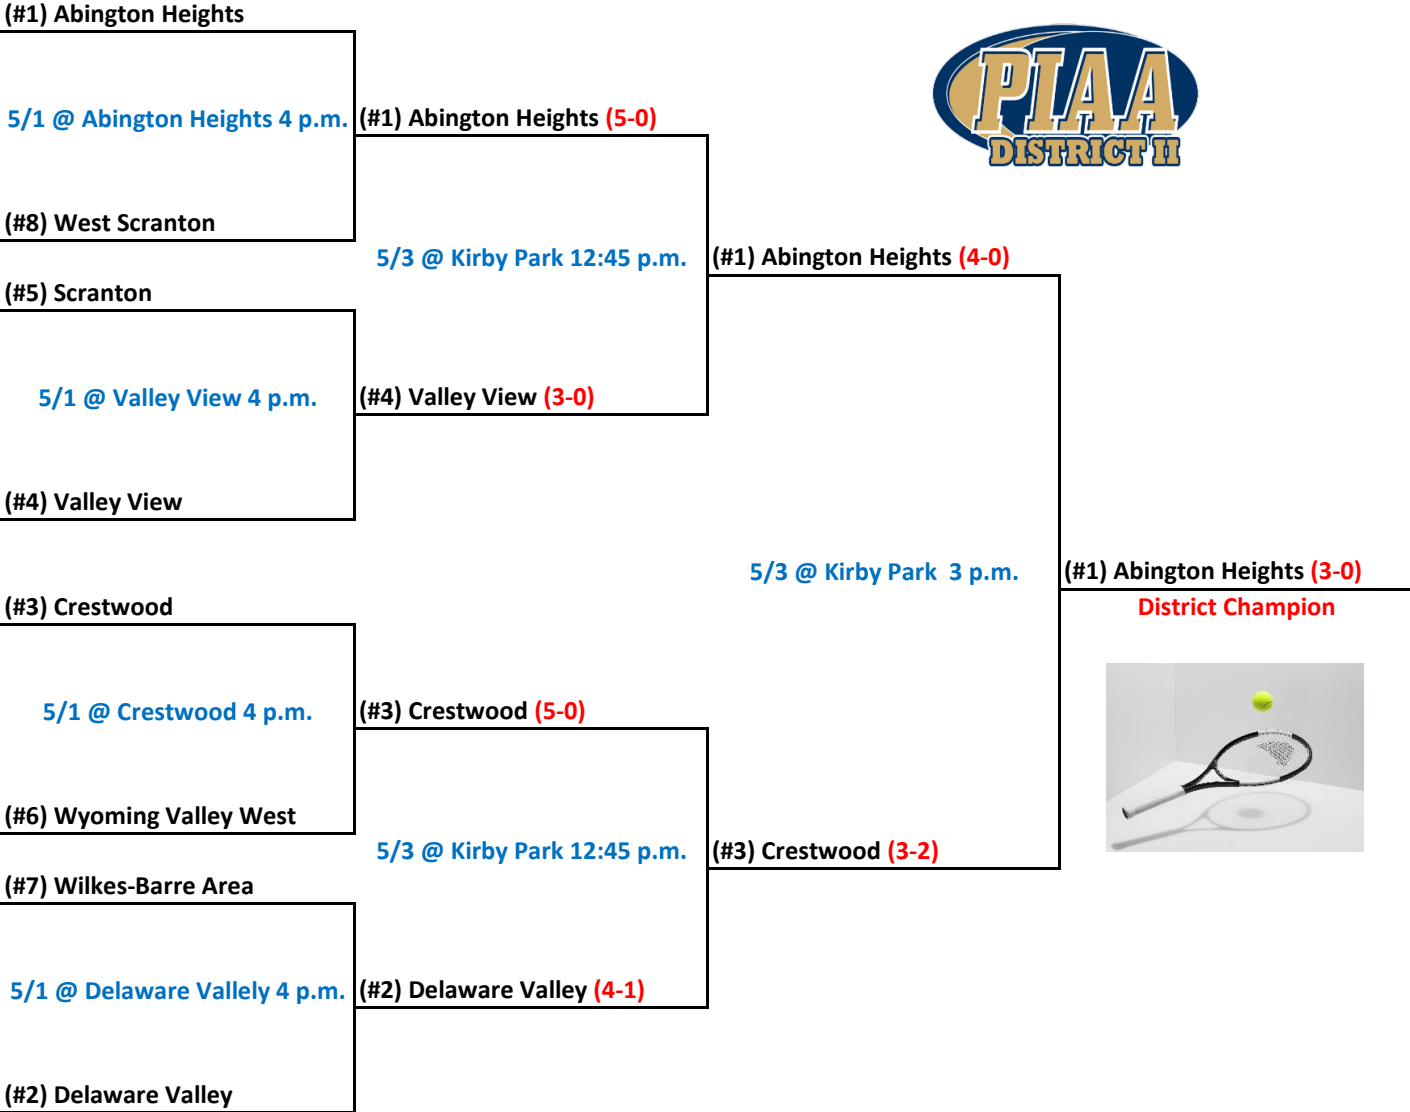 (#1) Abington Heights
PIAA
DISTRICT II
5/1 @ Abington Heights 4 p.m.
(#1) Abington Heights (5-0)
(#8) West Scranton
5/3 @ Kirby Park 12:45 p.m.
(#1) Abington Heights (4-0)
(#5) Scranton
5/1 @ Valley View 4 p.m.
(#4) Valley View (3-0)
(#4) Valley View
5/3 @ Kirby Park  3 p.m.
(#1) Abington Heights (3-0)
District Champion
(#3) Crestwood
5/1 @ Crestwood 4 p.m.
(#3) Crestwood (5-0)
(#6) Wyoming Valley West
5/3 @ Kirby Park 12:45 p.m.
(#3) Crestwood (3-2)
(#7) Wilkes-Barre Area
5/1 @ Delaware Vallely 4 p.m.
(#2) Delaware Valley (4-1)
(#2) Delaware Valley